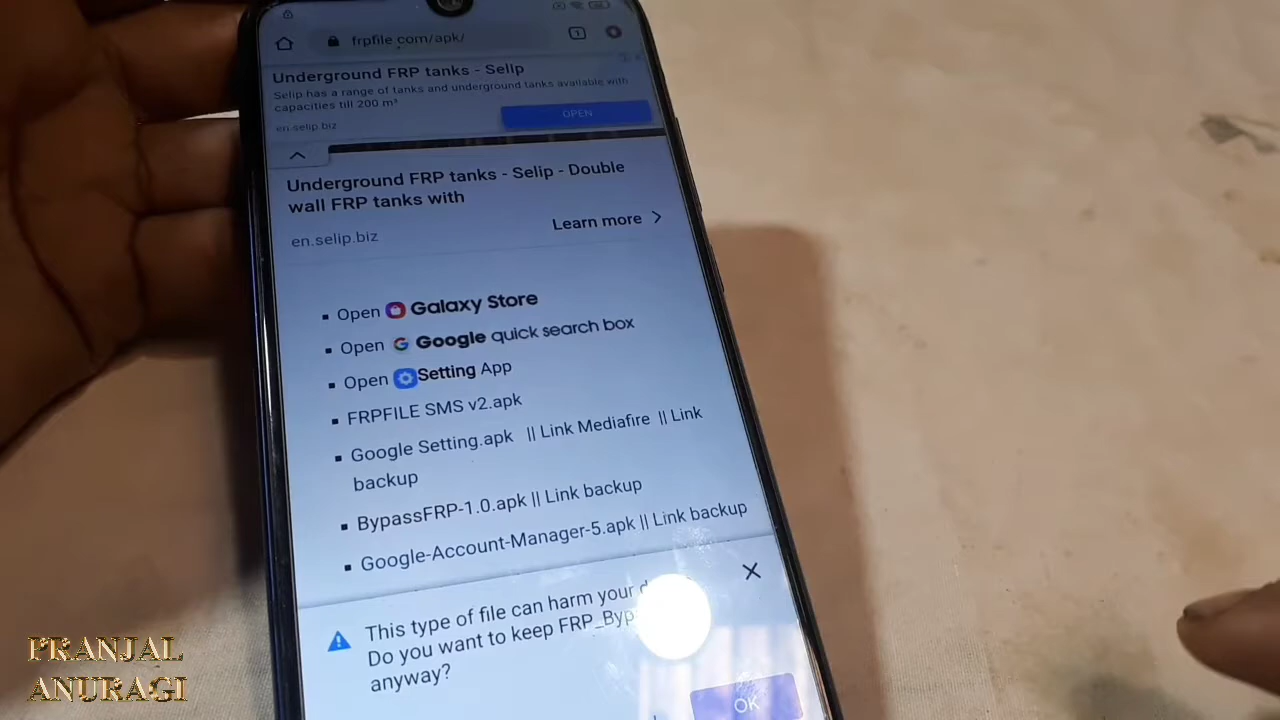 frpfile.com/apk/
1
Underground FRP tanks - Selip
Selip has a range of tanks and underground tanks available with
capacities till 200 m³
en.selip.biz
OPEN
Underground FRP tanks - Selip - Double
wall FRP tanks with
en.selip.biz
Learn more
Open Galaxy Store
Open Google quick search box
Open Setting App
FRPFILE SMS v2.apk
Google Setting.apk || Link Mediafire || Link
backup
BypassFRP-1.0.apk || Link backup
Google-Account-Manager-5.apk || Link backup
This type of file can harm your
Do you want to keep FRP_Byp
anyway?
OK
PRANJAL
ANURAGI